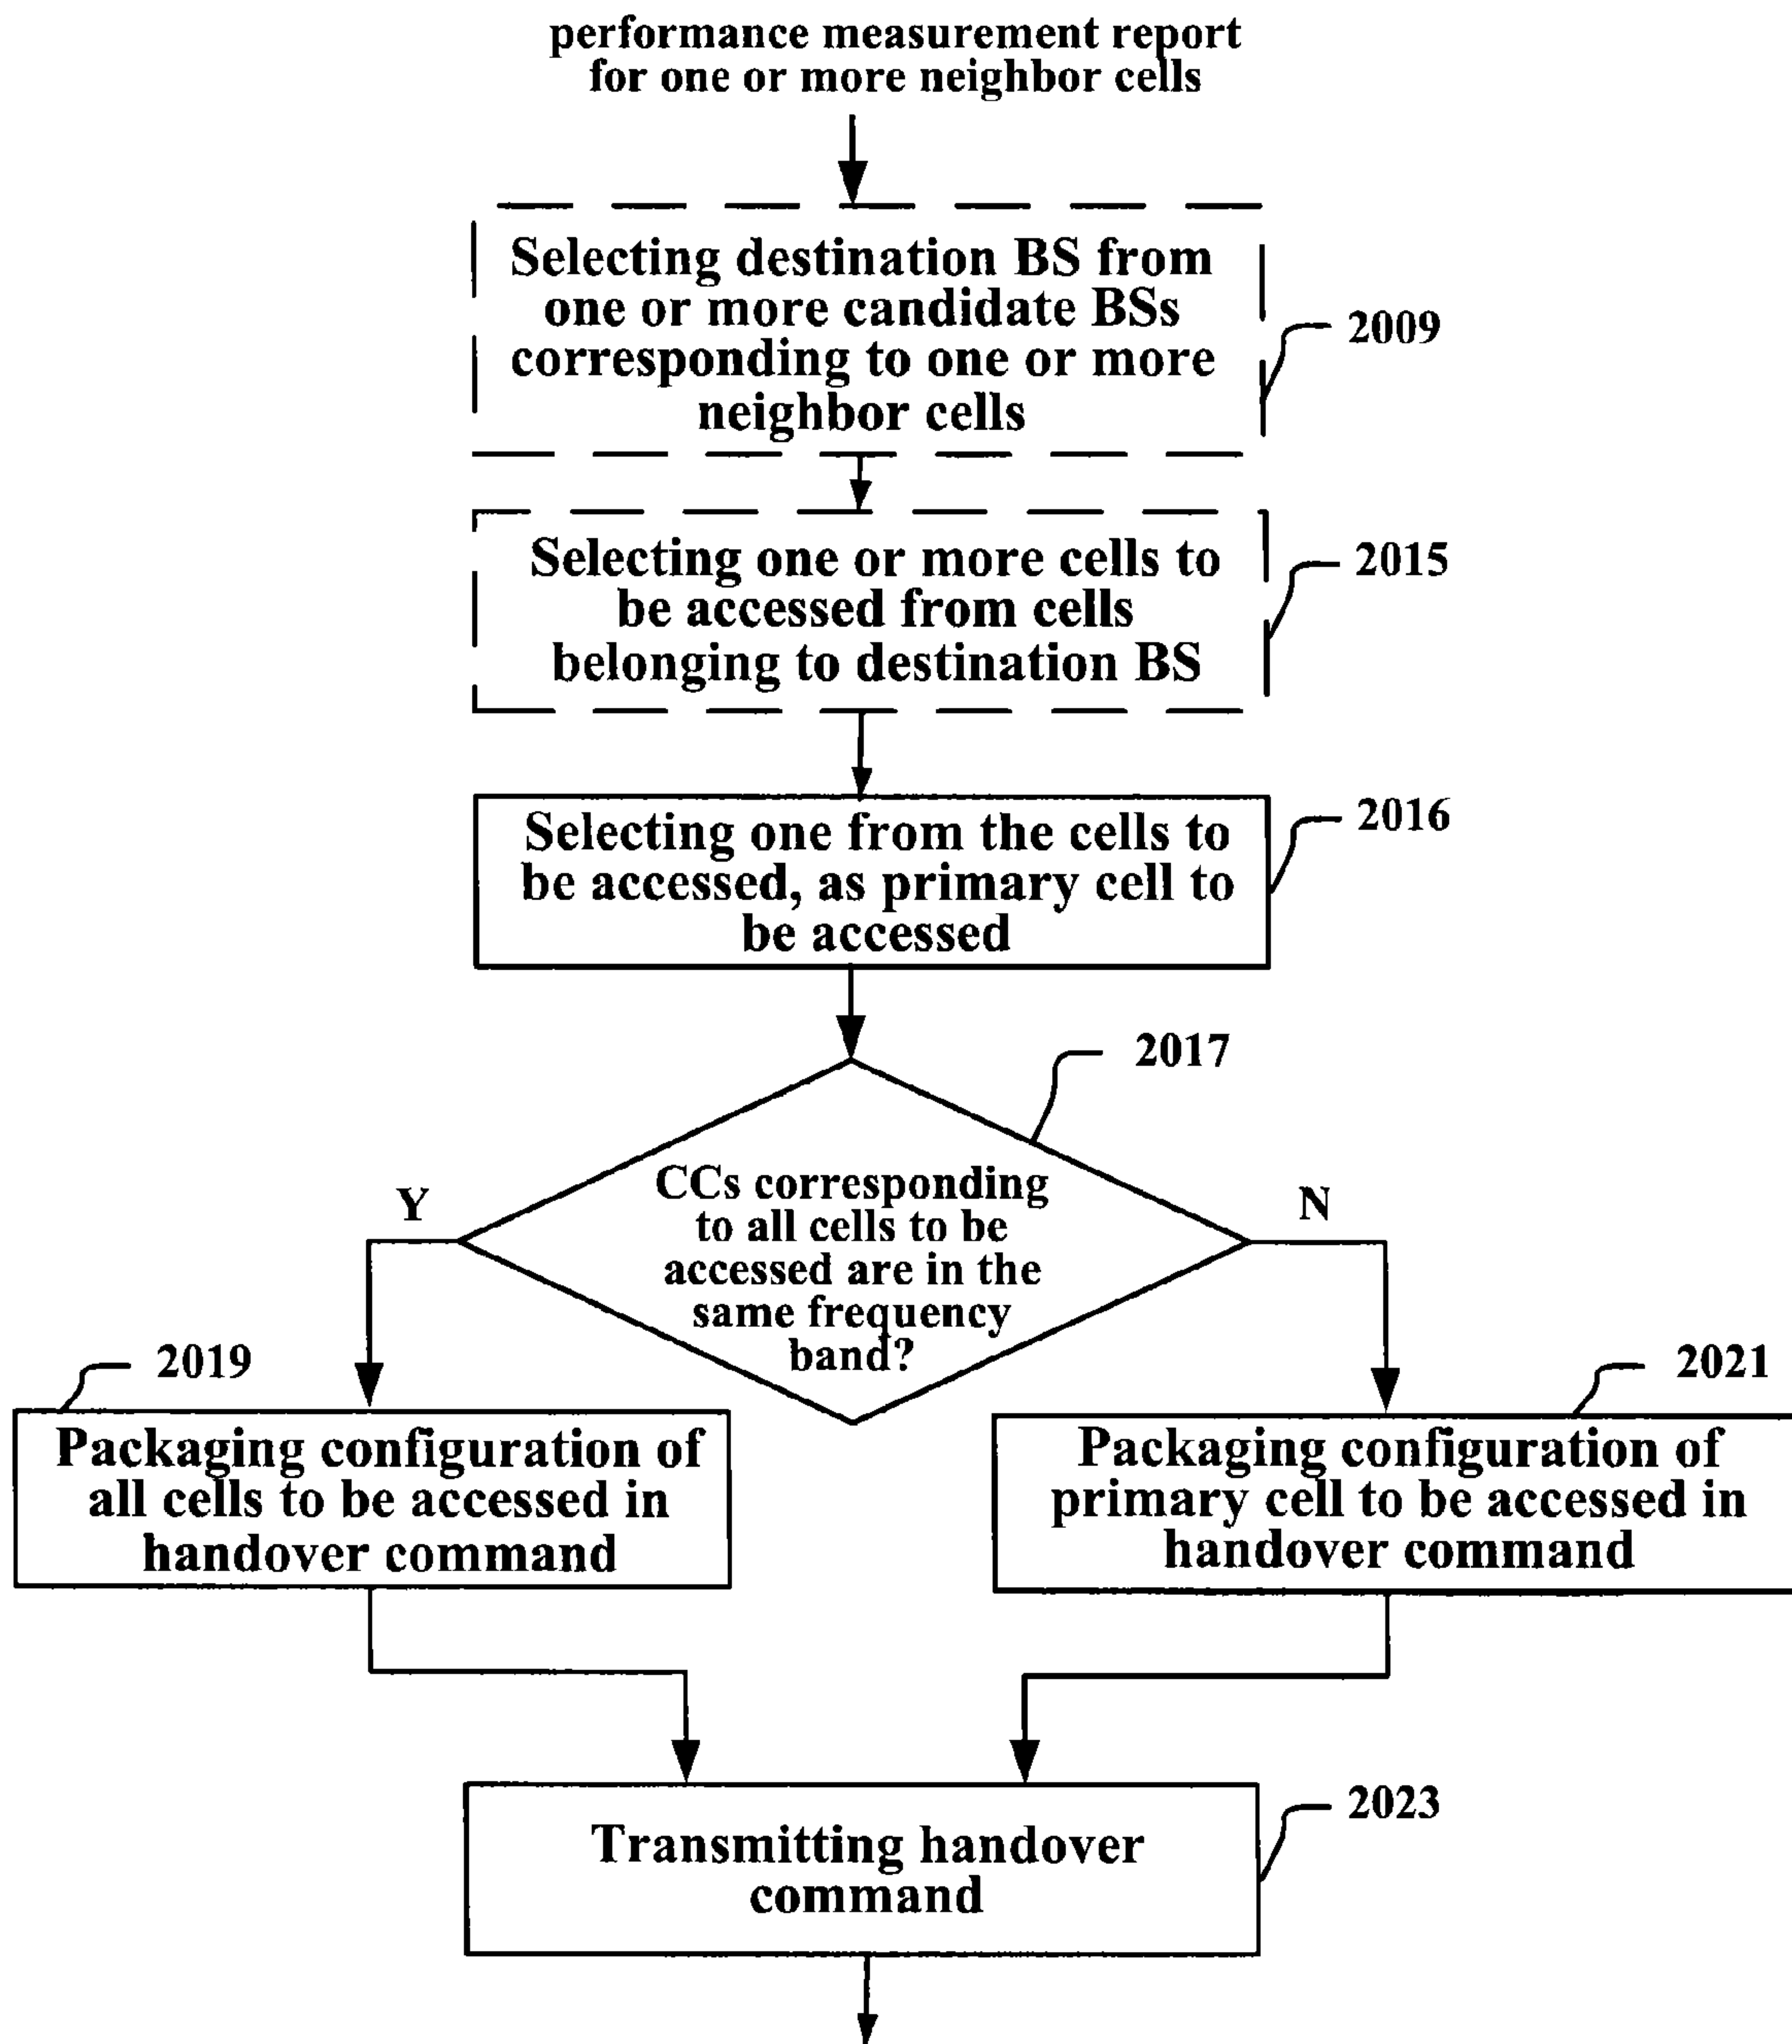 performance measurement report
for one or more neighbor cells
Selecting destination BS from
one or more candidate BSs
corresponding to one or more
neighbor cells
2009
Selecting one or more cells to
be accessed from cells
belonging to destination BS
2015
Selecting one from the cells to
be accessed, as primary cell to
be accessed
2016
2017
CCs corresponding
to all cells to be
accessed are in the
same frequency
band?
Y
N
2019
Packaging configuration of
all cells to be accessed in
handover command
2021
Packaging configuration of
primary cell to be accessed in
handover command
Transmitting handover
command
2023